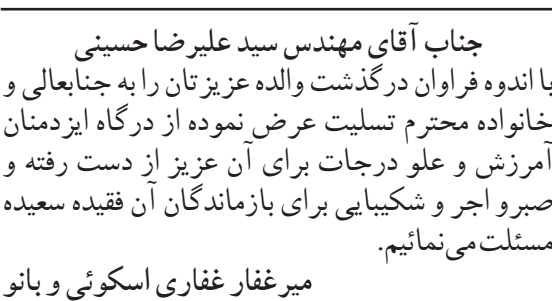 جناب آقای مهندس سید علیرضا حسینی
با اندوه فراوان درگذشت والده عزیزتان را به جنابعالی و
خانواده محترم تسلیت عرض نموده از درگاه ایزدمنان
آمرزش و علو درجات برای آن عزیز از دست رفته و
صبر و اجر و شکیبایی برای بازماندگان آن فقیده سعیده
مسئلت می‌نمائیم.
میرغفار غفاری اسکوئی و بانو